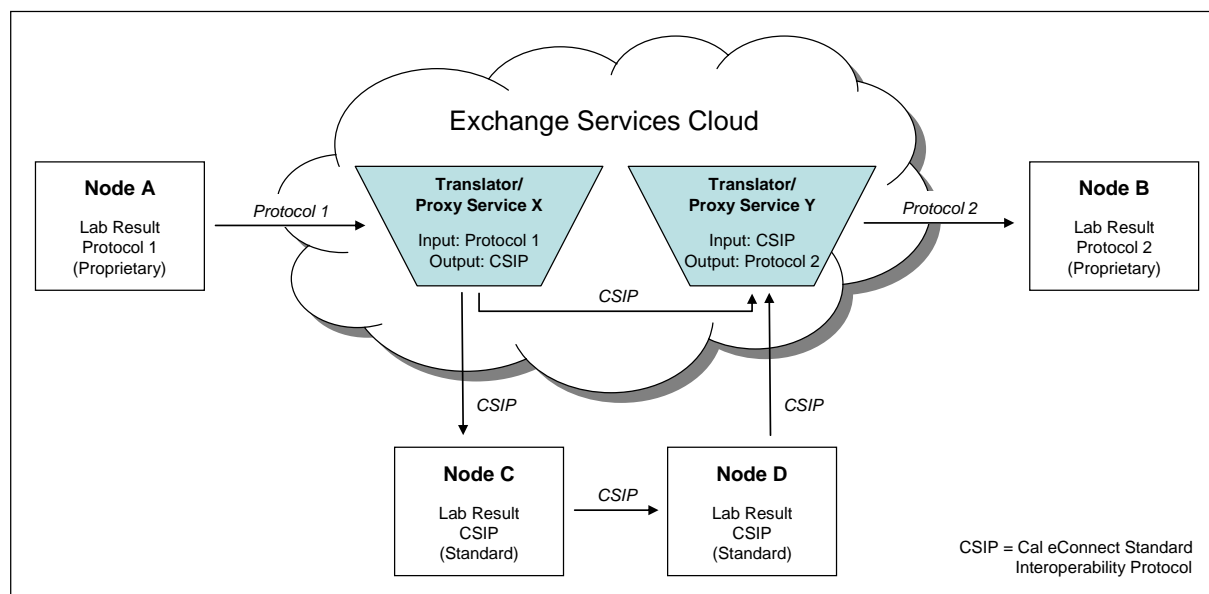 Exchange Services Cloud
Node A
Lab Result
Protocol 1
(Proprietary)
Protocol 1
Translator/
Proxy Service X
Input: Protocol 1
Output: CSIP
Translator/
Proxy Service Y
Input: CSIP
Output: Protocol 2
Protocol 2
Node B
Lab Result
Protocol 2
(Proprietary)
CSIP
CSIP
CSIP
Node C
Lab Result
CSIP
(Standard)
CSIP
Node D
Lab Result
CSIP
(Standard)
CSIP = Cal eConnect Standard
Interoperability Protocol